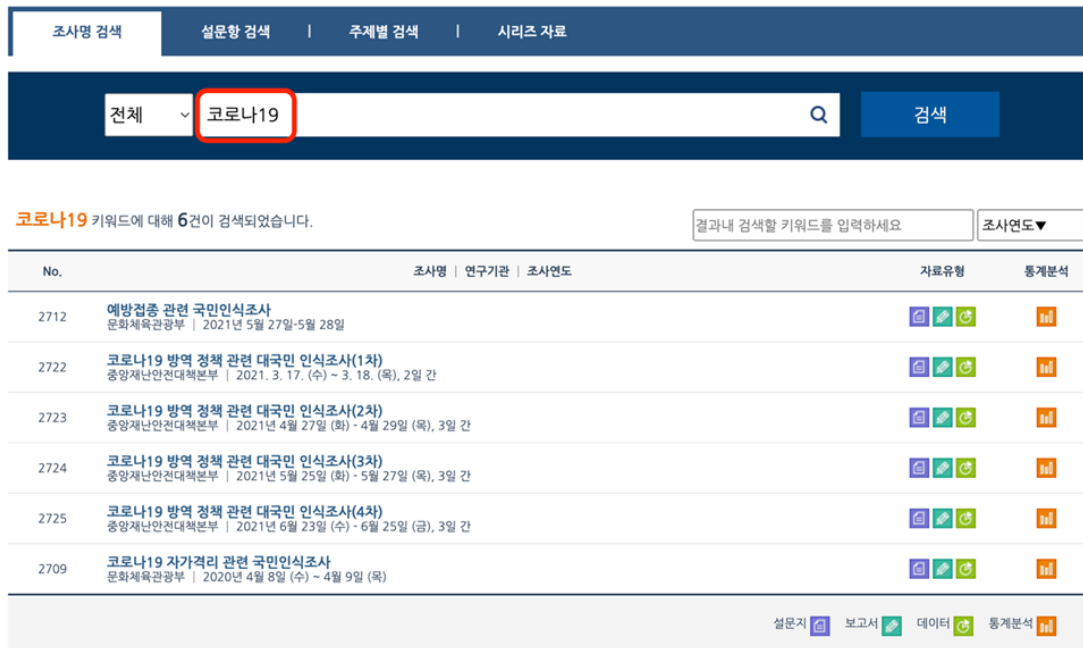 조사명 검색 설문항 검색 | 주제별 검색 | 시리즈 자료
전체 코로나19 검색
코로나19 키워드에 대해 6건이 검색되었습니다. 결과내 검색할 키워드를 입력하세요 조사연도▼
No. 조사명 | 연구기관 | 조사연도 자료유형 통계분석
2712 예방접종 관련 국민인식조사
문화체육관광부 | 2021년 5월 27일-5월 28일
2722 코로나19 방역 정책 관련 대국민 인식조사(1차)
중앙재난안전대책본부 | 2021. 3. 17. (수) ~ 3. 18. (목), 2일 간
2723 코로나19 방역 정책 관련 대국민 인식조사(2차)
중앙재난안전대책본부 | 2021년 4월 27일 (화) - 4월 29일 (목), 3일 간
2724 코로나19 방역 정책 관련 대국민 인식조사(3차)
중앙재난안전대책본부 | 2021년 5월 25일 (화) - 5월 27일 (목), 3일 간
2725 코로나19 방역 정책 관련 대국민 인식조사(4차)
중앙재난안전대책본부 | 2021년 6월 23일 (수) - 6월 25일 (금), 3일 간
2709 코로나19 자가격리 관련 국민인식조사
문화체육관광부 | 2020년 4월 8일 (수) ~ 4월 9일 (목)
설문지 보고서 데이터 통계분석